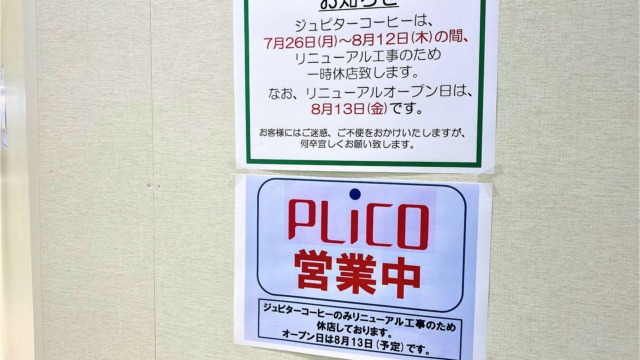 お知らせ
ジュピターコーヒーは、
7月26日(月)～8月12日(木)の間、
リニューアル工事のため
一時休店致します。
なお、リニューアルオープン日は、
8月13日(金)です。
お客様にはご迷惑、ご不便をおかけいたしますが、
何卒宜しくお願い致します。
PLiCO
営業中
ジュピターコーヒーのみリニューアル工事のため
休店しております。
オープン日は8月13日(予定)です。